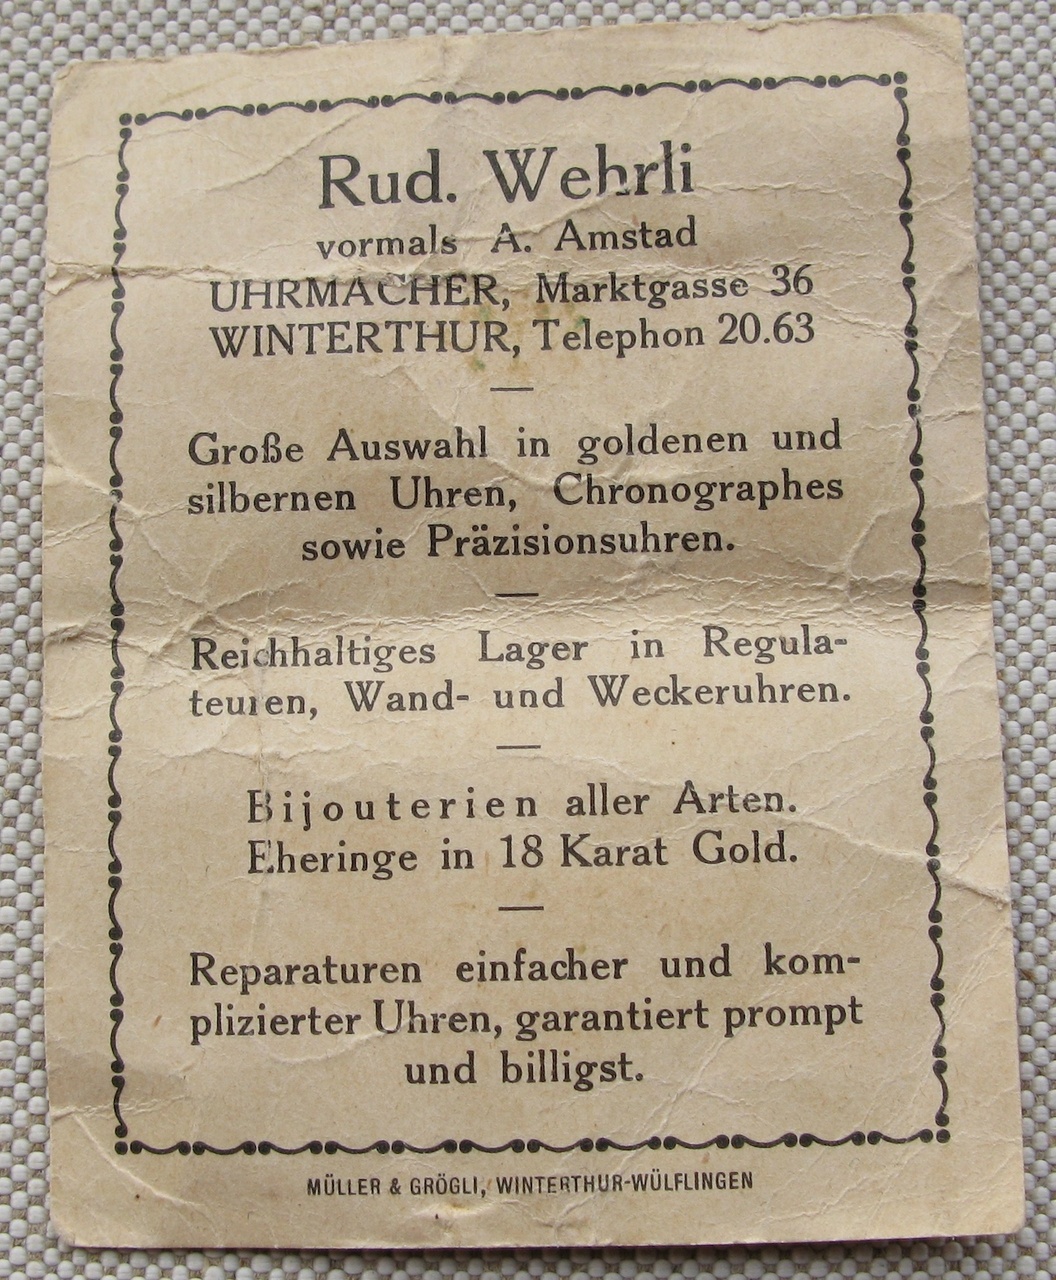 Rud. Wehrli
vormals A. Amstad
UHRMACHER, Marktgasse 36
WINTERTHUR, Telephon 20.63
Große Auswahl in goldenen und
silbernen Uhren, Chronographes
sowie Präzisionsuhren.
Reichhaltiges Lager in Regula-
teuren, Wand- und Weckeruhren.
Bijouterien aller Arten.
Eheringe in 18 Karat Gold.
Reparaturen einfacher und kom-
plizierter Uhren, garantiert prompt
und billigst.
MÜLLER & GRÖGLI, WINTERTHUR-WÜLFLINGEN